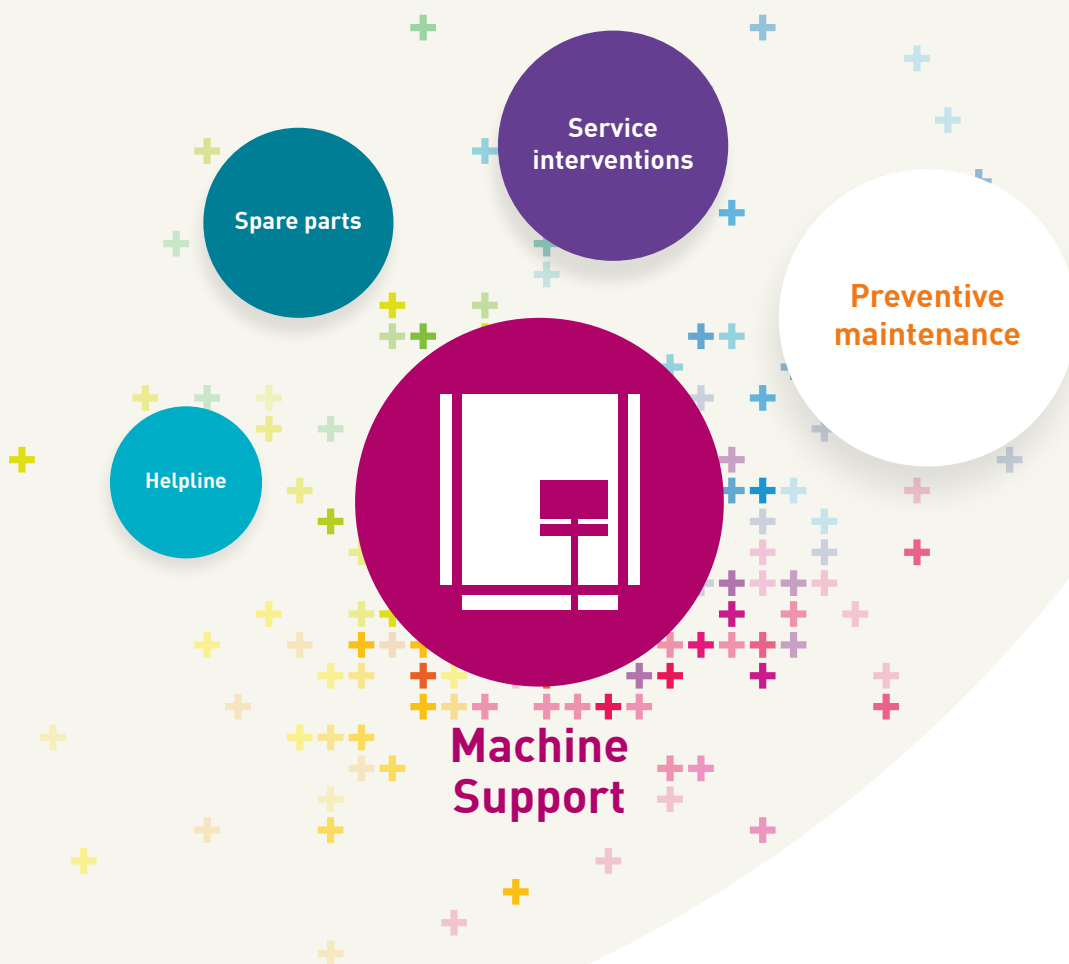 Service
interventions
Spare parts
Preventive
maintenance
Helpline
Machine
Support